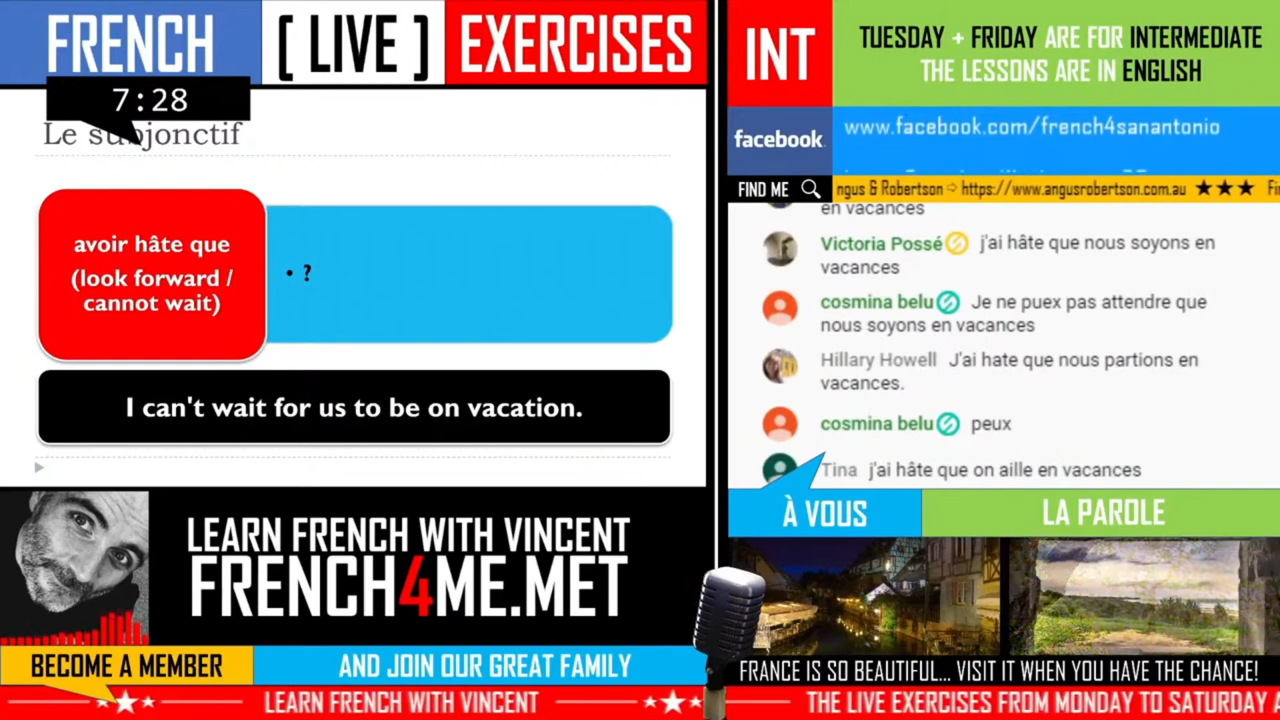 FRENCH
[ LIVE ]
EXERCISES
7:28
Le subjonctif
avoir hâte que
(look forward /
cannot wait)
• ?
I can't wait for us to be on vacation.
LEARN FRENCH WITH VINCENT
FRENCH4ME.MET
BECOME A MEMBER
AND JOIN OUR GREAT FAMILY
LEARN FRENCH WITH VINCENT
INT
TUESDAY + FRIDAY ARE FOR INTERMEDIATE
THE LESSONS ARE IN ENGLISH
facebook
www.facebook.com/french4sanantonio
FIND ME
ngus & Robertson ⇨ https://www.angusrobertson.com.au ★★★ Fi
en vacances
Victoria Possé j'ai hâte que nous soyons en
vacances
cosmina belu Je ne puex pas attendre que
nous soyons en vacances
Hillary Howell J'ai hate que nous partions en
vacances.
cosmina belu peux
Tina j'ai hâte que on aille en vacances
À VOUS
LA PAROLE
FRANCE IS SO BEAUTIFUL... VISIT IT WHEN YOU HAVE THE CHANCE!
THE LIVE EXERCISES FROM MONDAY TO SATURDAY A